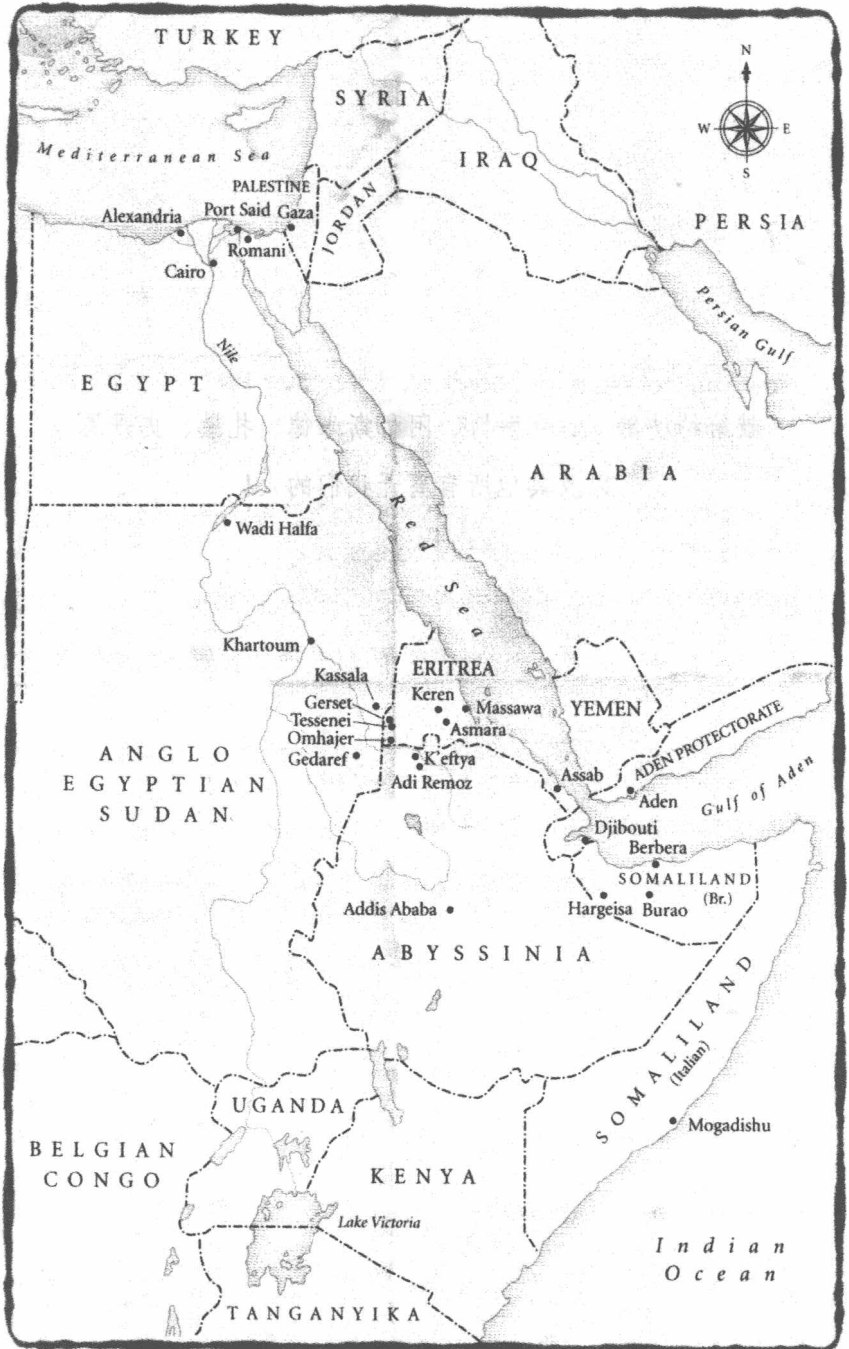 TURKEY
SYRIA
N
W
E
S
Mediterranean Sea
IRAQ
PALESTINE
JORDAN
PERSIA
Alexandria
Port Said
Gaza
Romani
Cairo
Persian Gulf
Nile
EGYPT
ARABIA
Red Sea
Wadi Halfa
Khartoum
ERITREA
Kassala
Keren
Gerset
Massawa
YEMEN
Tessenei
Asmara
Omhajer
ADEN PROTECTORATE
ANGLO
EGYPTIAN
SUDAN
Gedaref
K'eftya
Adi Remoz
Assab
Aden
Gulf of Aden
Djibouti
Berbera
SOMALILAND
(Br.)
Addis Ababa
Hargeisa
Burao
ABYSSINIA
SOMALILAND
(Italian)
UGANDA
Mogadishu
BELGIAN
CONGO
KENYA
Lake Victoria
Indian
Ocean
TANGANYIKA